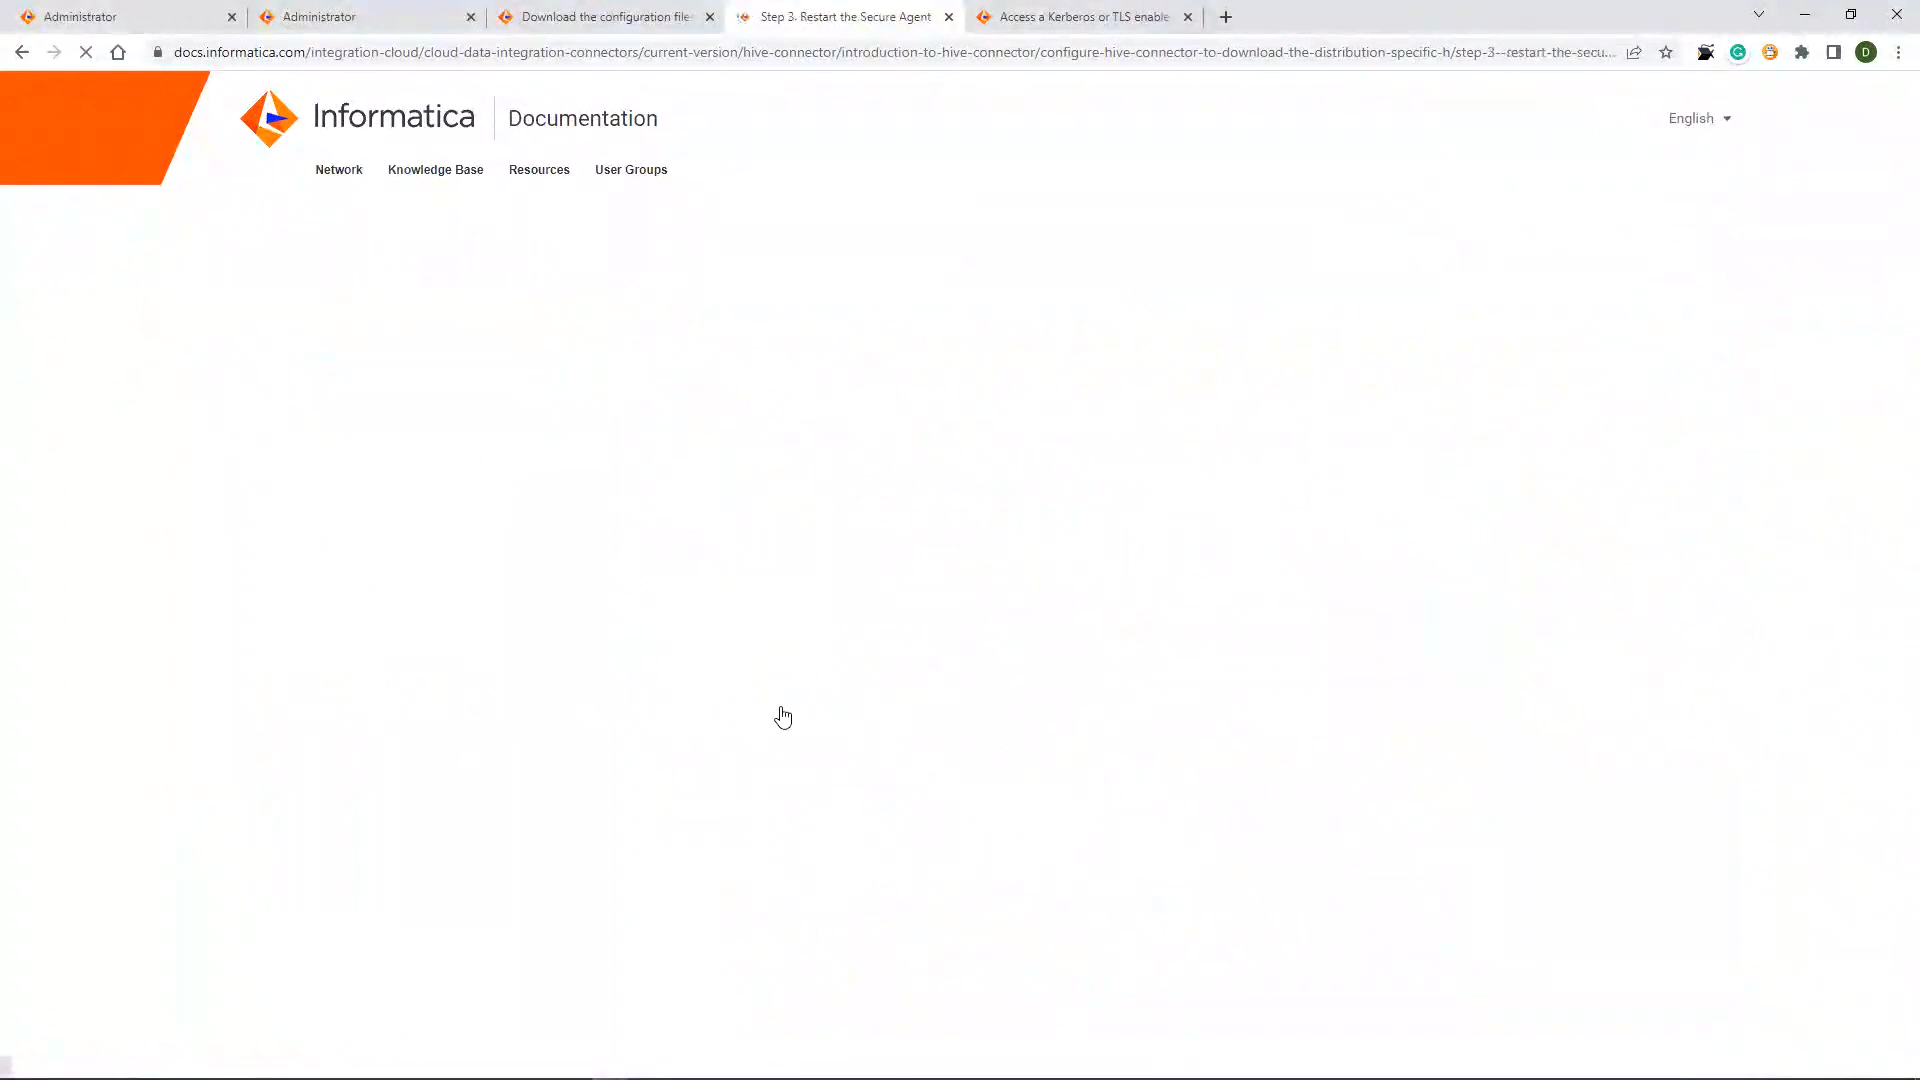 Administrator
Administrator
Download the configuration files
Step 3. Restart the Secure Agent
Access a Kerberos or TLS enable
docs.informatica.com/integration-cloud/cloud-data-integration-connectors/current-version/hive-connector/introduction-to-hive-connector/configure-hive-connector-to-download-the-distribution-specific-h/step-3--restart-the-secu...
G
D
Informatica
Documentation
English
Network
Knowledge Base
Resources
User Groups